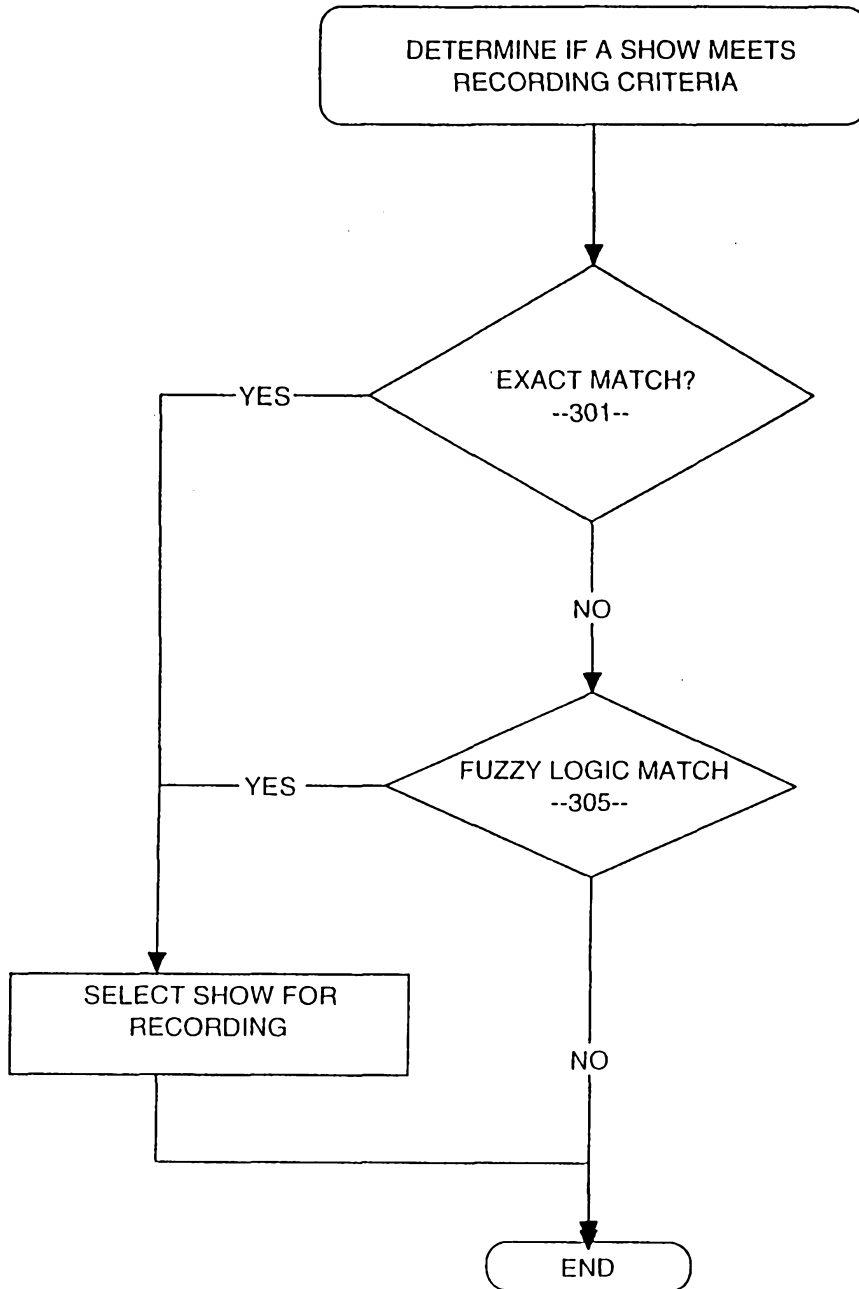 DETERMINE IF A SHOW MEETS
RECORDING CRITERIA
EXACT MATCH?
--301--
YES
NO
FUZZY LOGIC MATCH
--305--
YES
SELECT SHOW FOR
RECORDING
NO
END